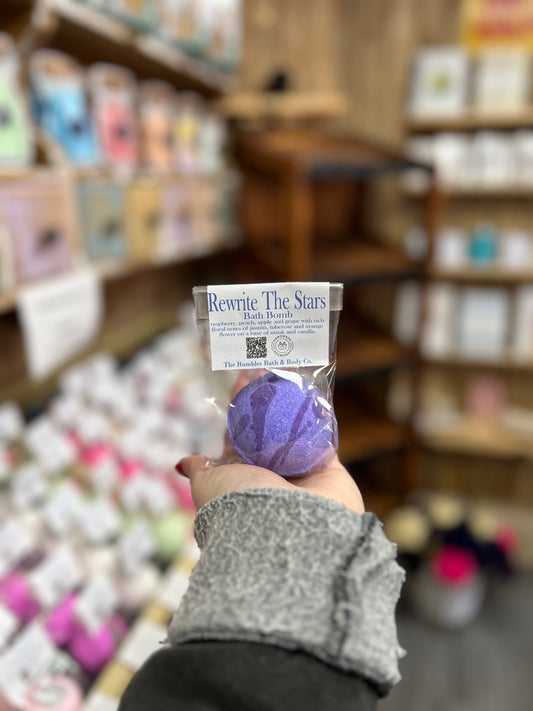 Rewrite The Stars
Bath Bomb
raspberry, peach, apple and grape with rich
floral notes of jasmin, tuberose and orange
flower on a base of musk and vanilla.
The Bumbles Bath & Body Co.